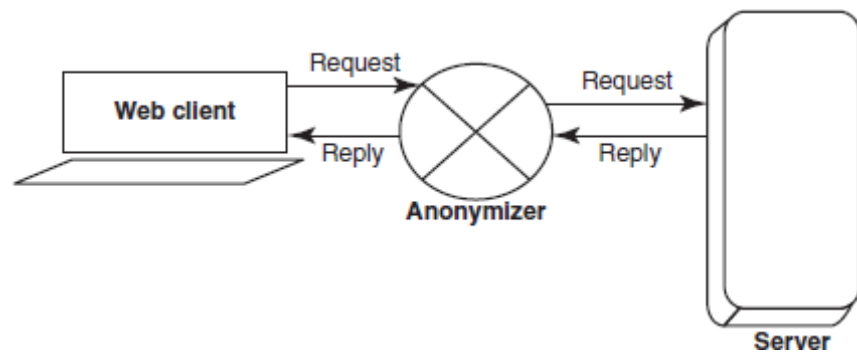 Request
Request
Web client
Reply
Reply
Anonymizer
Server